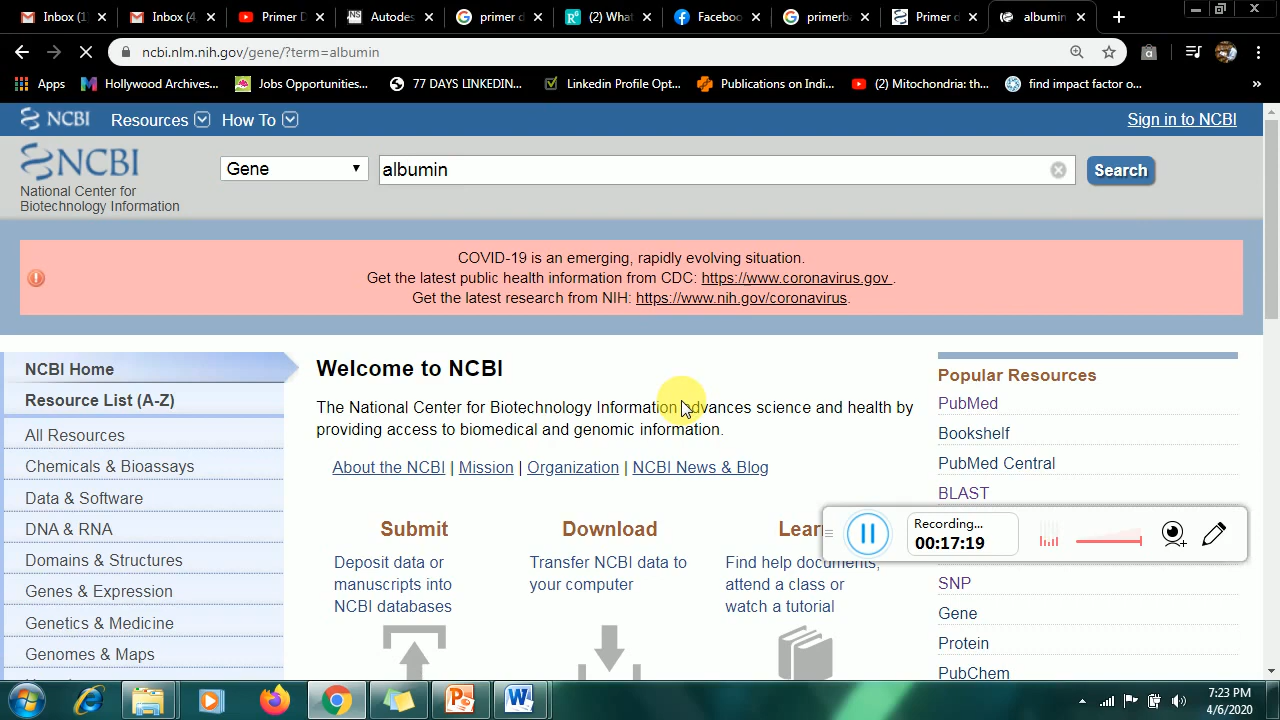 Inbox (1)
Inbox (4
Primer D
Autodes
primer d
(2) What
Faceboo
primerb
Primer d
albumin
ncbi.nlm.nih.gov/gene/?term=albumin
Apps
Hollywood Archives...
Jobs Opportunities...
77 DAYS LINKEDIN...
Linkedin Profile Opt...
Publications on Indi...
(2) Mitochondria: th...
find impact factor o...
»
NCBI Resources How To Sign in to NCBI
NCBI
National Center for
Biotechnology Information
Gene
albumin
Search
COVID-19 is an emerging, rapidly evolving situation.
Get the latest public health information from CDC: https://www.coronavirus.gov .
Get the latest research from NIH: https://www.nih.gov/coronavirus.
NCBI Home
Resource List (A-Z)
All Resources
Chemicals & Bioassays
Data & Software
DNA & RNA
Domains & Structures
Genes & Expression
Genetics & Medicine
Genomes & Maps
Welcome to NCBI
The National Center for Biotechnology Information advances science and health by
providing access to biomedical and genomic information.
About the NCBI | Mission | Organization | NCBI News & Blog
Submit
Deposit data or
manuscripts into
NCBI databases
Download
Transfer NCBI data to
your computer
Learn
Find help documents,
attend a class or
watch a tutorial
Popular Resources
PubMed
Bookshelf
PubMed Central
BLAST
SNP
Gene
Protein
PubChem
Recording...
00:17:19
7:23 PM
4/6/2020